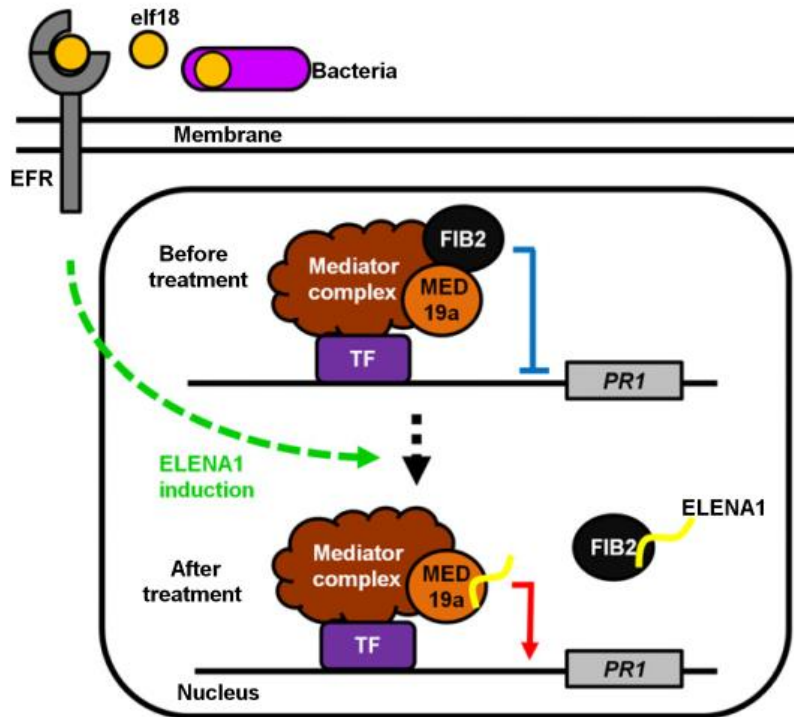 elf18
Bacteria
Membrane
EFR
Before
treatment
Mediator
complex
FIB2
MED
19a
TF
PR1
ELENA1
induction
ELENA1
FIB2
After
treatment
Mediator
complex
MED
19a
TF
PR1
Nucleus